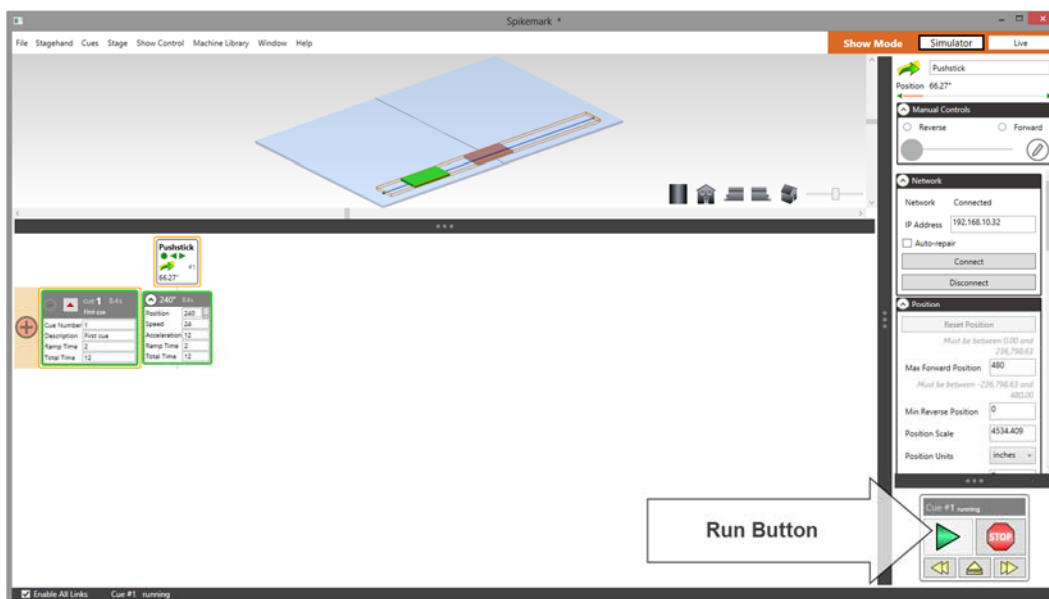 Spikemark *
File Stagehand Cues Stage Show Control Machine Library Window Help
Show Mode Simulator Live
Pushstick
Position 66.27"
Manual Controls
Reverse Forward
Network
Network Connected
IP Address 192.168.10.32
Auto-repair
Connect
Disconnect
Position
Reset Position
Must be between 0.00 and
236,798.63
Max Forward Position 480
Must be between -236,798.63 and
480.00
Min Reverse Position 0
Position Scale 4534.409
Position Units inches
Pushstick
#1
66.27"
cue 1 8.4s
First cue
Cue Number 1
Description First cue
Ramp Time 2
Total Time 12
240" 8.4s
Position 240
Speed 24
Acceleration 12
Ramp Time 2
Total Time 12
Run Button
Cue #1 running
STOP
Enable All Links Cue #1 running